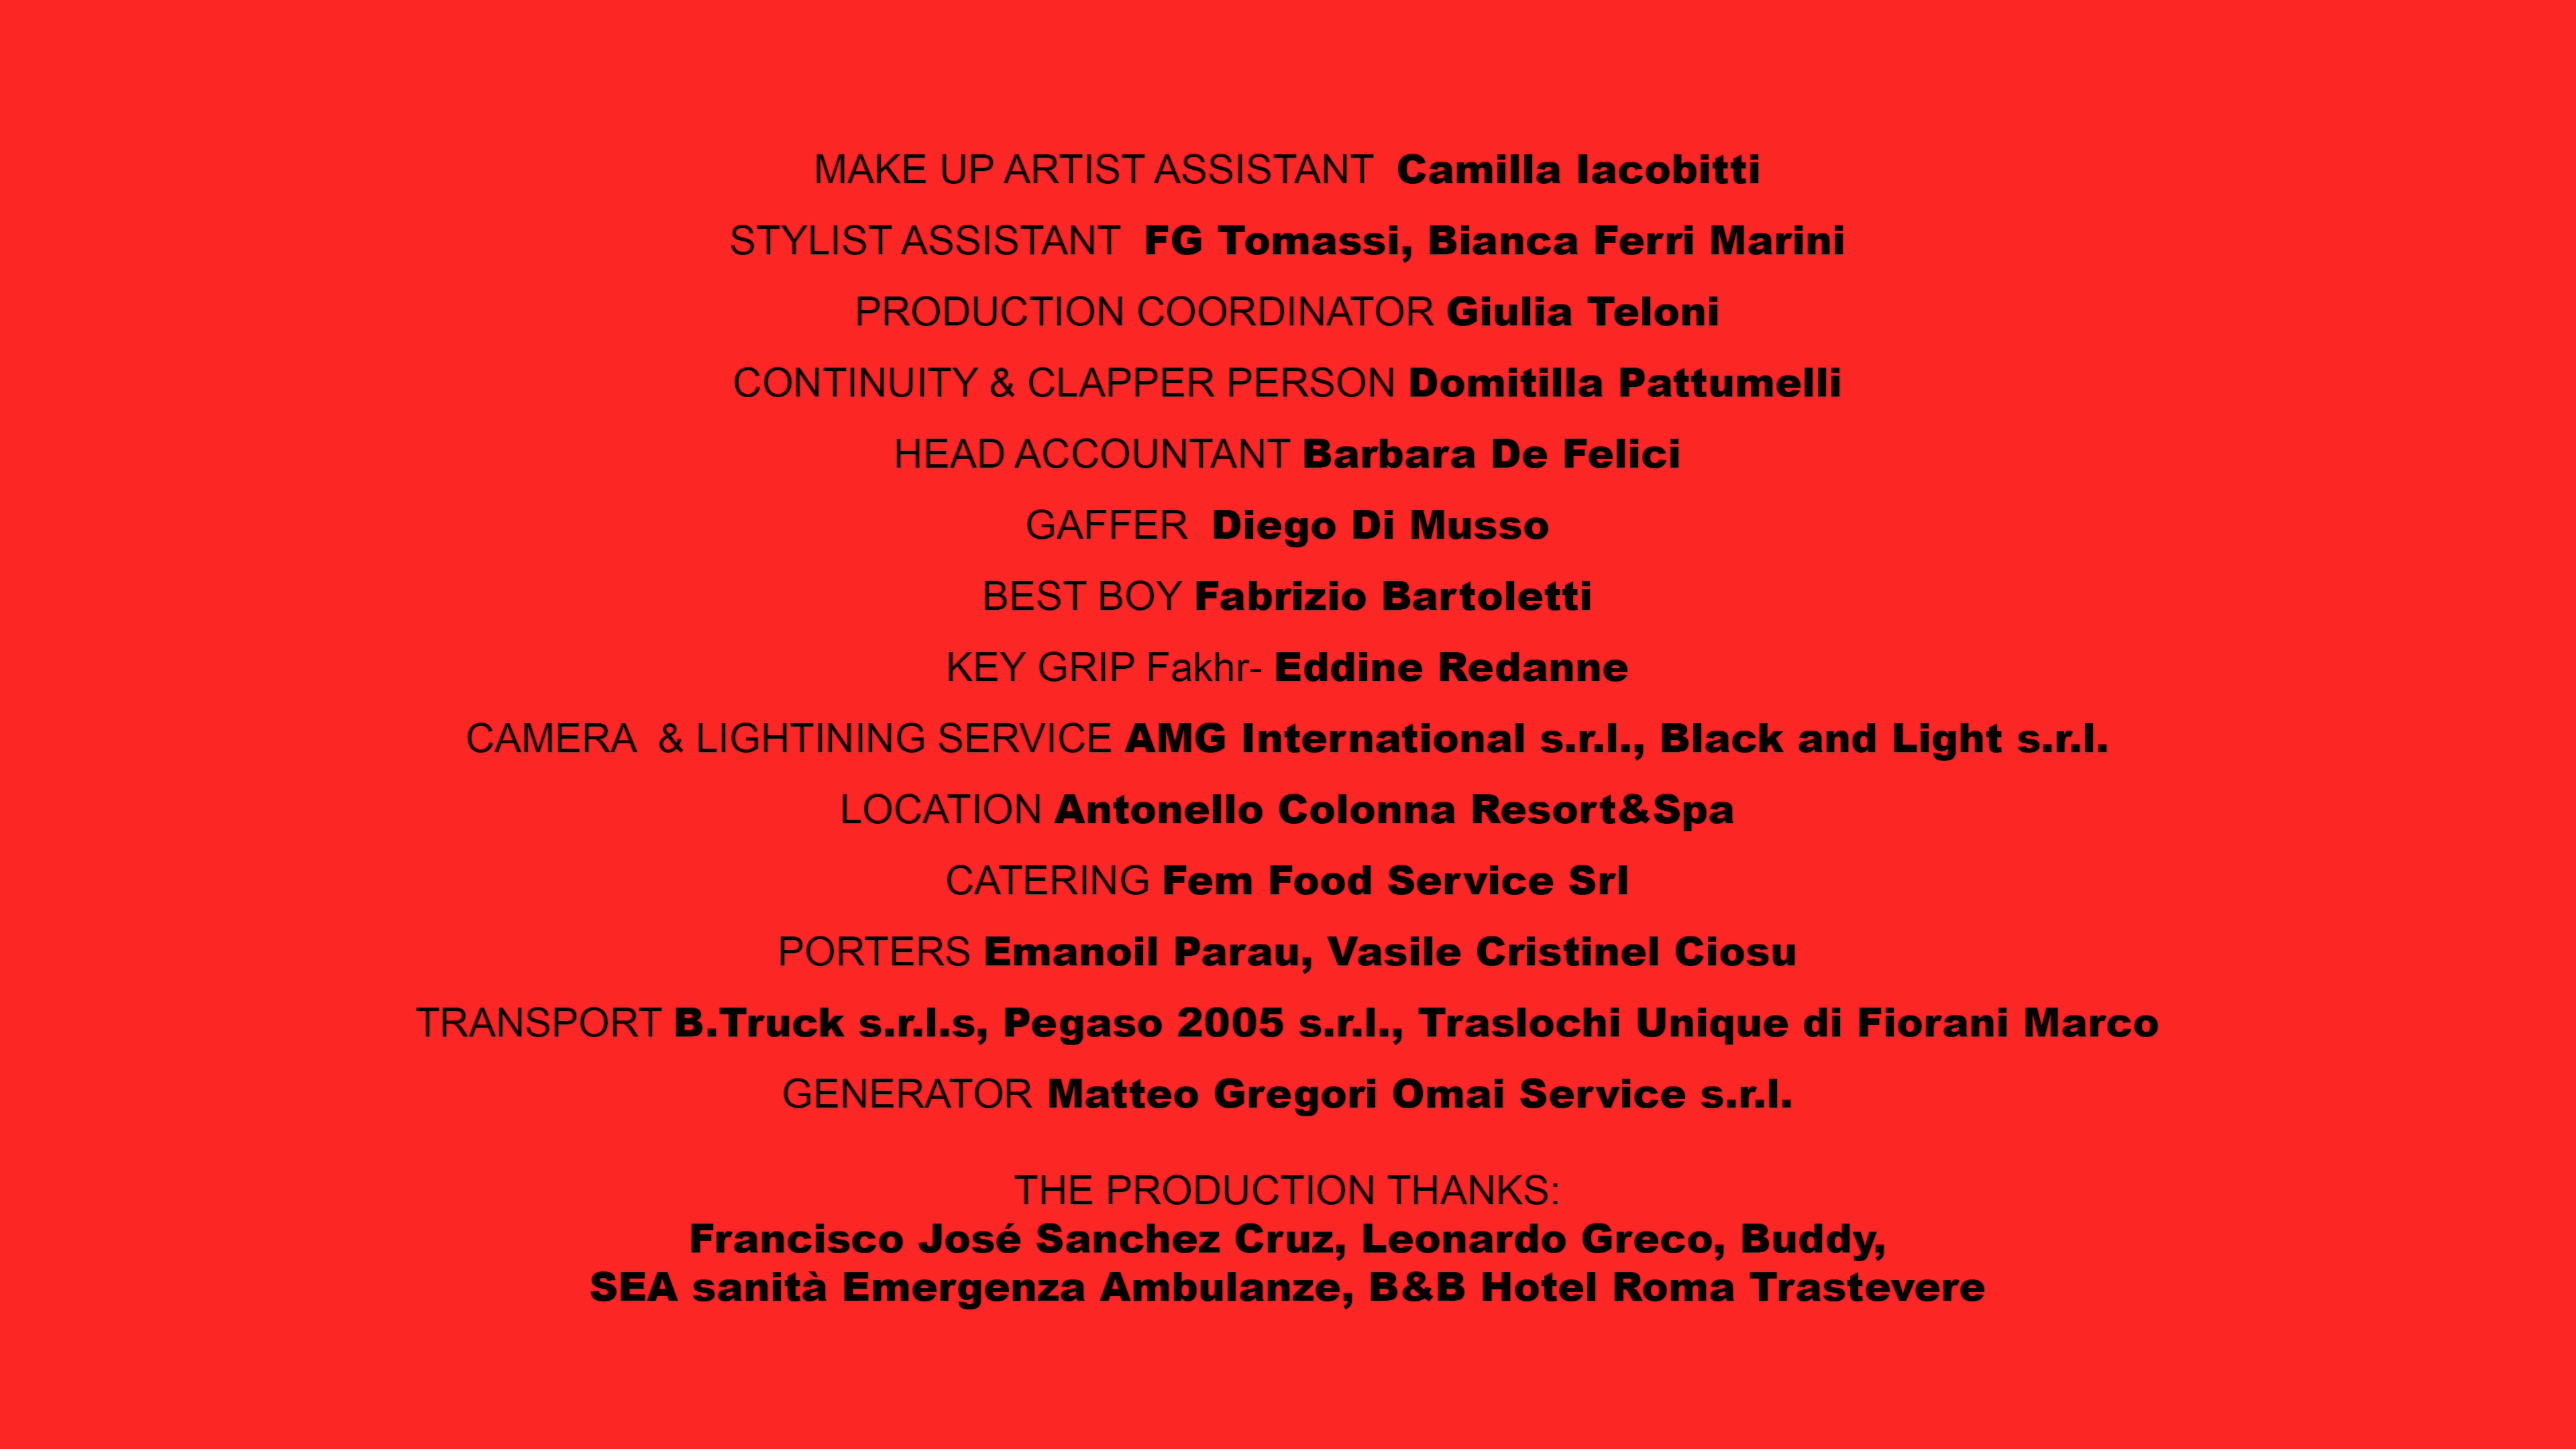 MAKE UP ARTIST ASSISTANT Camilla Iacobitti
STYLIST ASSISTANT FG Tomassi, Bianca Ferri Marini
PRODUCTION COORDINATOR Giulia Teloni
CONTINUITY & CLAPPER PERSON Domitilla Pattumelli
HEAD ACCOUNTANT Barbara De Felici
GAFFER Diego Di Musso
BEST BOY Fabrizio Bartoletti
KEY GRIP Fakhr- Eddine Redanne
CAMERA & LIGHTINING SERVICE AMG International s.r.l., Black and Light s.r.l.
LOCATION Antonello Colonna Resort&Spa
CATERING Fem Food Service Srl
PORTERS Emanoil Parau, Vasile Cristinel Ciosu
TRANSPORT B.Truck s.r.l.s, Pegaso 2005 s.r.l., Traslochi Unique di Fiorani Marco
GENERATOR Matteo Gregori Omai Service s.r.l.
THE PRODUCTION THANKS:
Francisco José Sanchez Cruz, Leonardo Greco, Buddy,
SEA sanità Emergenza Ambulanze, B&B Hotel Roma Trastevere